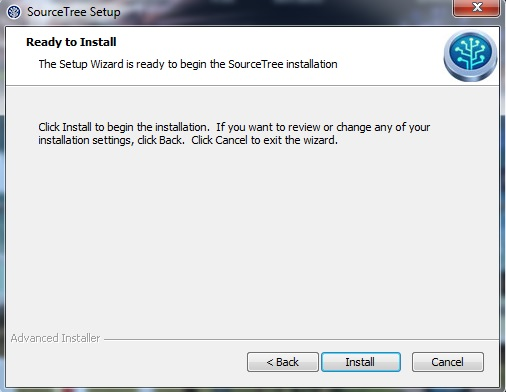 SourceTree Setup
X
Ready to Install
The Setup Wizard is ready to begin the SourceTree installation
Click Install to begin the installation.  If you want to review or change any of your
installation settings, click Back.  Click Cancel to exit the wizard.
Advanced Installer
< Back
Install
Cancel